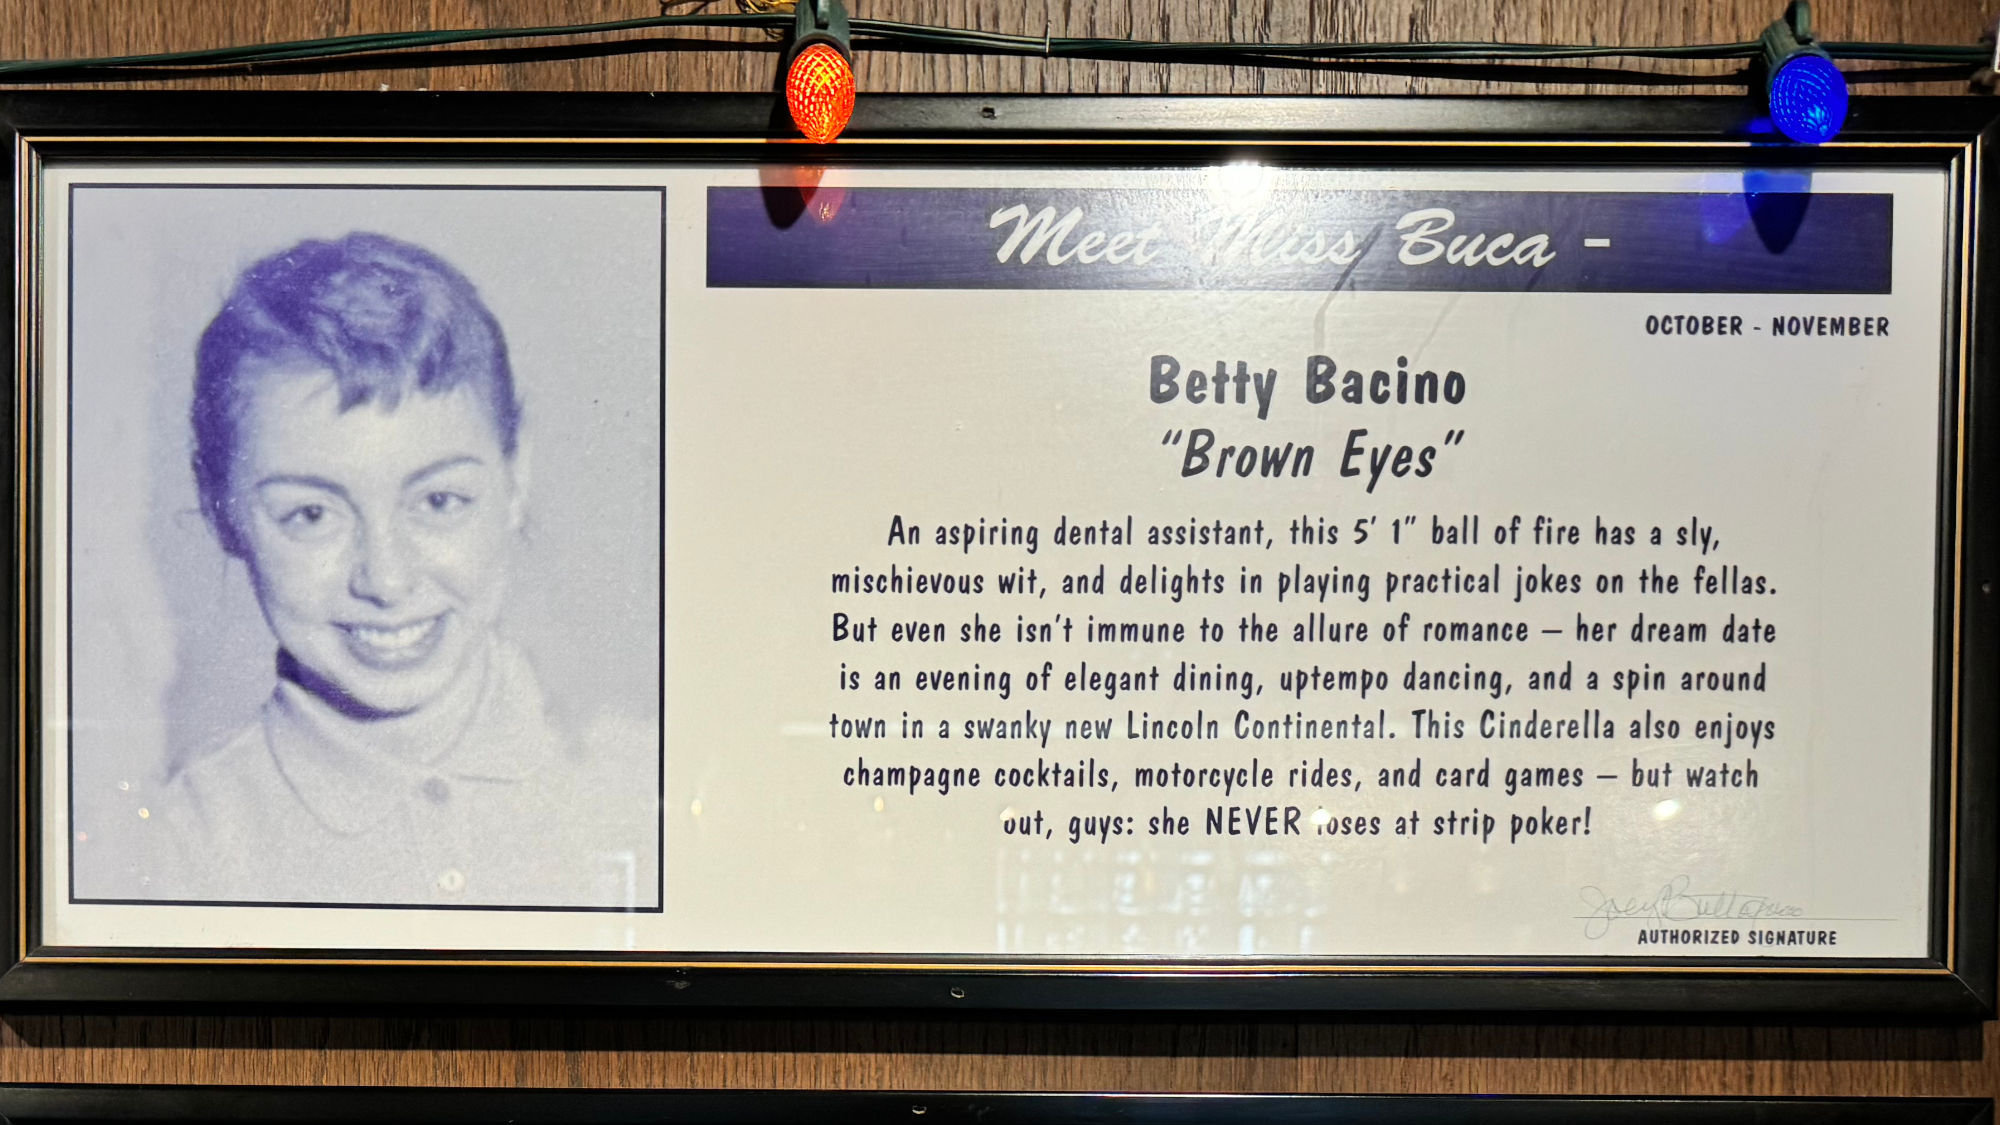 Meet Miss Buca -
OCTOBER - NOVEMBER
Betty Bacino
“Brown Eyes”
An aspiring dental assistant, this 5' 1" ball of fire has a sly,
mischievous wit, and delights in playing practical jokes on the fellas.
But even she isn't immune to the allure of romance – her dream date
is an evening of elegant dining, uptempo dancing, and a spin around
town in a swanky new Lincoln Continental. This Cinderella also enjoys
champagne cocktails, motorcycle rides, and card games – but watch
out, guys: she NEVER loses at strip poker!
Joey
AUTHORIZED SIGNATURE